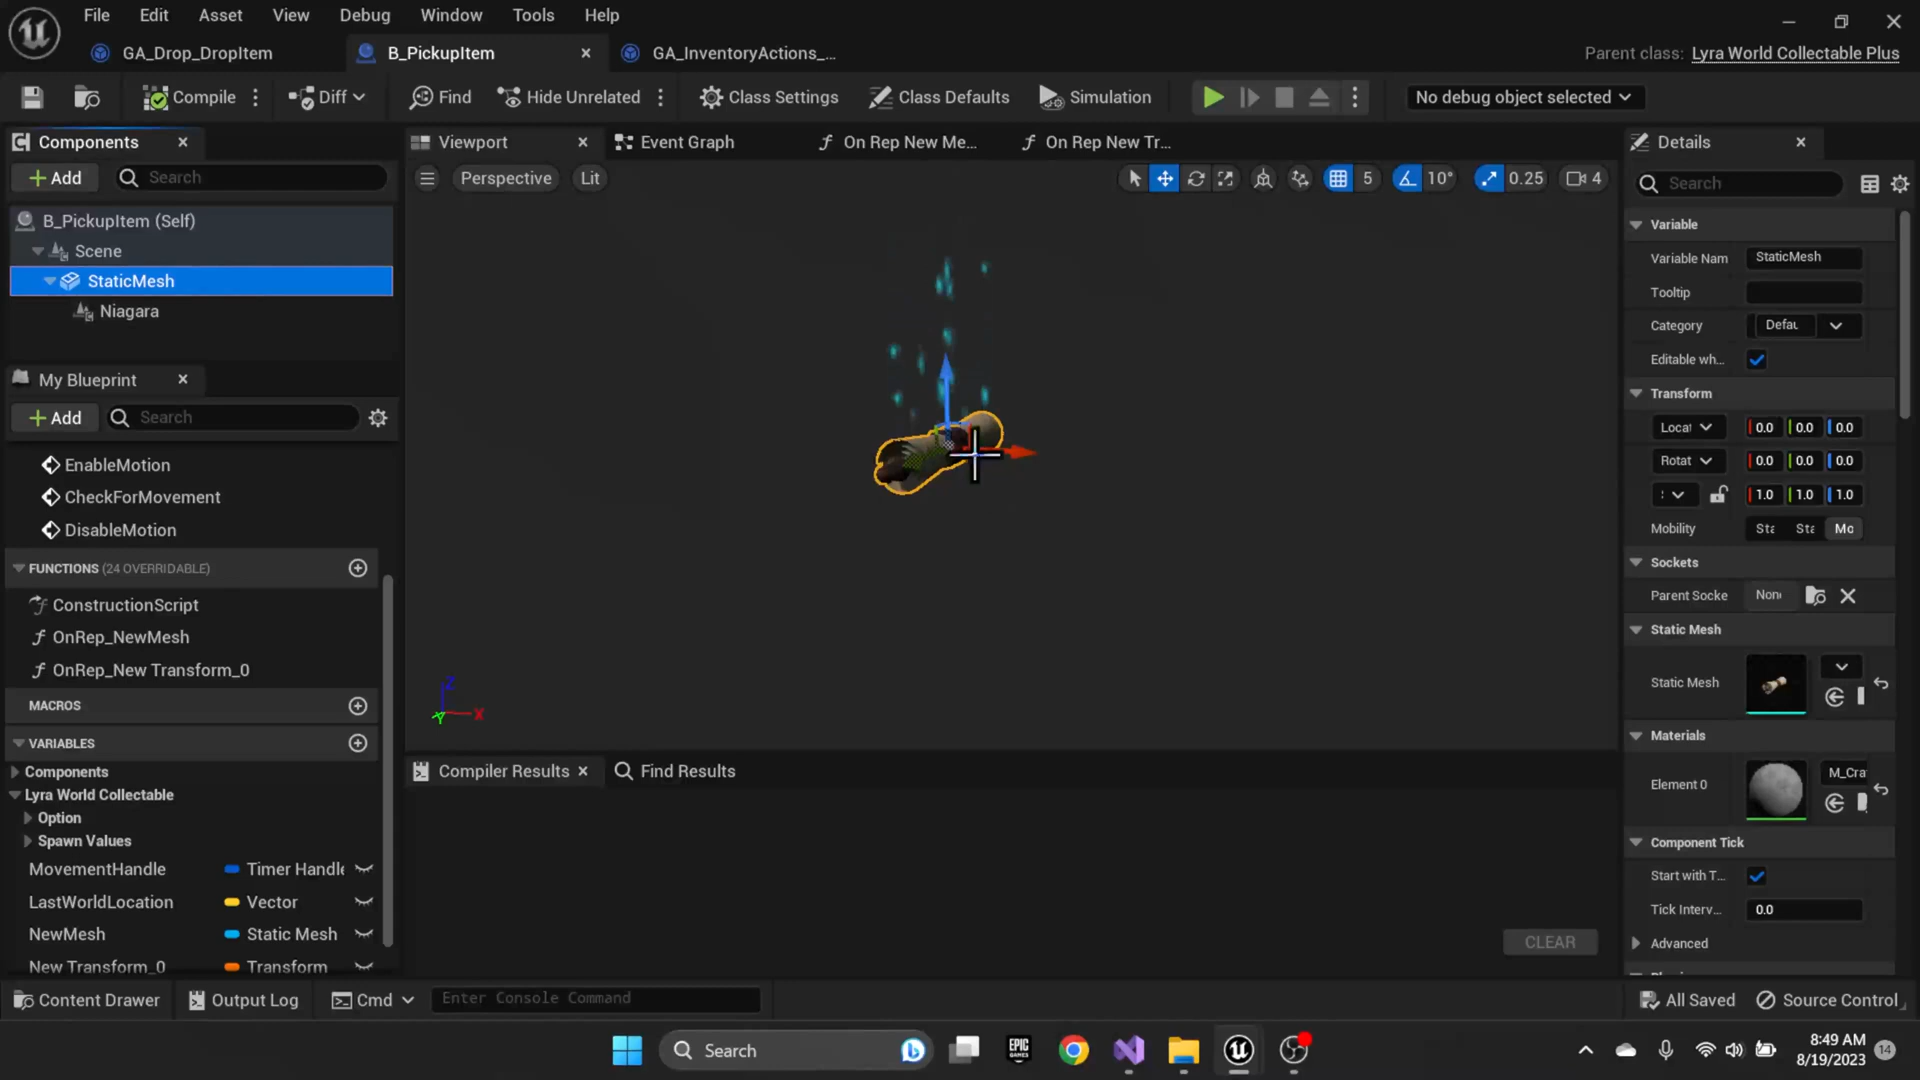 File Edit Asset View Debug Window Tools Help
GA_Drop_DropItem B_PickupItem GA_InventoryActions_... Parent class: Lyra World Collectable Plus
Compile Diff Find Hide Unrelated Class Settings Class Defaults Simulation No debug object selected
Components
Add Search
B_PickupItem (Self)
Scene
StaticMesh
Niagara
My Blueprint
Add Search
EnableMotion
CheckForMovement
DisableMotion
FUNCTIONS (24 OVERRIDABLE)
ConstructionScript
OnRep_NewMesh
OnRep_New Transform_0
MACROS
VARIABLES
Components
Lyra World Collectable
Option
Spawn Values
MovementHandle Timer Handle
LastWorldLocation Vector
NewMesh Static Mesh
New Transform_0 Transform
Viewport Event Graph On Rep New Me... On Rep New Tr...
Perspective Lit 5 10° 0.25 4
Z
Y X
Compiler Results Find Results
CLEAR
Details
Search
Variable
Variable Nam StaticMesh
Tooltip
Category Defau
Editable wh...
Transform
Locat 0.0 0.0 0.0
Rotat 0.0 0.0 0.0
1.0 1.0 1.0
Mobility Sta Sta Mo
Sockets
Parent Socke None
Static Mesh
Static Mesh
Materials
Element 0 M_Cra
Component Tick
Start with T...
Tick Interv... 0.0
Advanced
Content Drawer Output Log Cmd Enter Console Command All Saved Source Control
Search EPIC GAMES 8:49 AM
8/19/2023 14